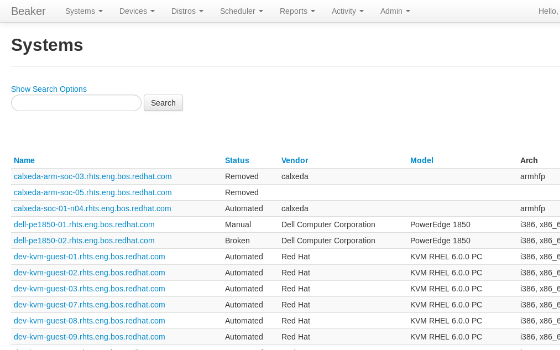 Beaker Systems Devices Distros Scheduler Reports Activity Admin Hello,
Systems
Show Search Options
Search
Name Status Vendor Model Arch
calxeda-arm-soc-03.rhts.eng.bos.redhat.com Removed calxeda armhfp
calxeda-arm-soc-05.rhts.eng.bos.redhat.com Removed
calxeda-soc-01-n04.rhts.eng.bos.redhat.com Automated calxeda armhfp
dell-pe1850-01.rhts.eng.bos.redhat.com Manual Dell Computer Corporation PowerEdge 1850 i386, x86_6
dell-pe1850-02.rhts.eng.bos.redhat.com Broken Dell Computer Corporation PowerEdge 1850 i386, x86_6
dev-kvm-guest-01.rhts.eng.bos.redhat.com Automated Red Hat KVM RHEL 6.0.0 PC i386, x86_6
dev-kvm-guest-02.rhts.eng.bos.redhat.com Automated Red Hat KVM RHEL 6.0.0 PC i386, x86_6
dev-kvm-guest-03.rhts.eng.bos.redhat.com Automated Red Hat KVM RHEL 6.0.0 PC i386, x86_6
dev-kvm-guest-07.rhts.eng.bos.redhat.com Automated Red Hat KVM RHEL 6.0.0 PC i386, x86_6
dev-kvm-guest-08.rhts.eng.bos.redhat.com Automated Red Hat KVM RHEL 6.0.0 PC i386, x86_6
dev-kvm-guest-09.rhts.eng.bos.redhat.com Automated Red Hat KVM RHEL 6.0.0 PC i386, x86_6